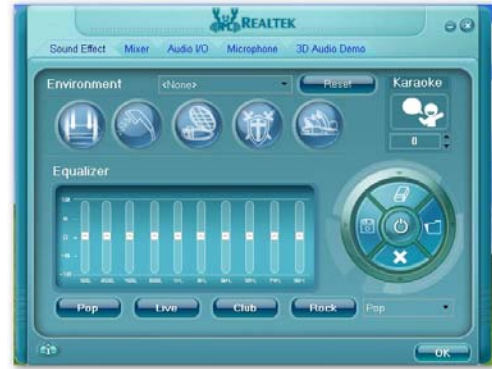 REALTEK
Sound Effect Mixer Audio I/O Microphone 3D Audio Demo
Environment <None> Reset Karaoke
0
Equalizer
Pop Live Club Rock Pop
OK